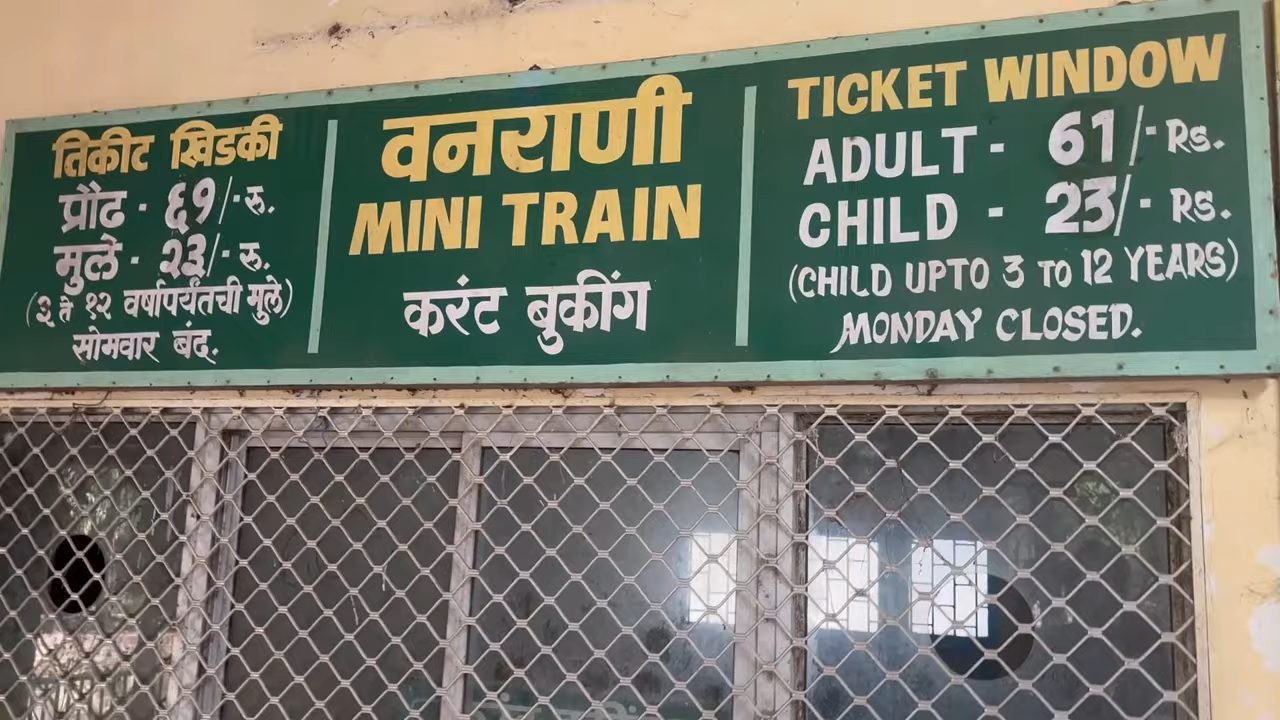 तिकीट खिडकी
प्रौढ - ६१/- रु.
मुले - २३/- रु.
(३ ते १२ वर्षापर्यंतची मुले)
सोमवार बंद.
वनराणी
MINI TRAIN
करंट बुकींग
TICKET WINDOW
ADULT - 61/- Rs.
CHILD - 23/- Rs.
(CHILD UPTO 3 TO 12 YEARS)
MONDAY CLOSED.